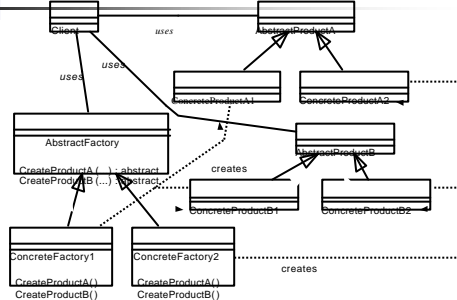 Client
uses
AbstractProductA
uses
uses
ConcreteProductA1
ConcreteProductA2
AbstractFactory
CreateProductA (...) : abstract
CreateProductB (...) : abstract
AbstractProductB
creates
ConcreteProductB1
ConcreteProductB2
ConcreteFactory1
CreateProductA()
CreateProductB()
ConcreteFactory2
CreateProductA()
CreateProductB()
creates